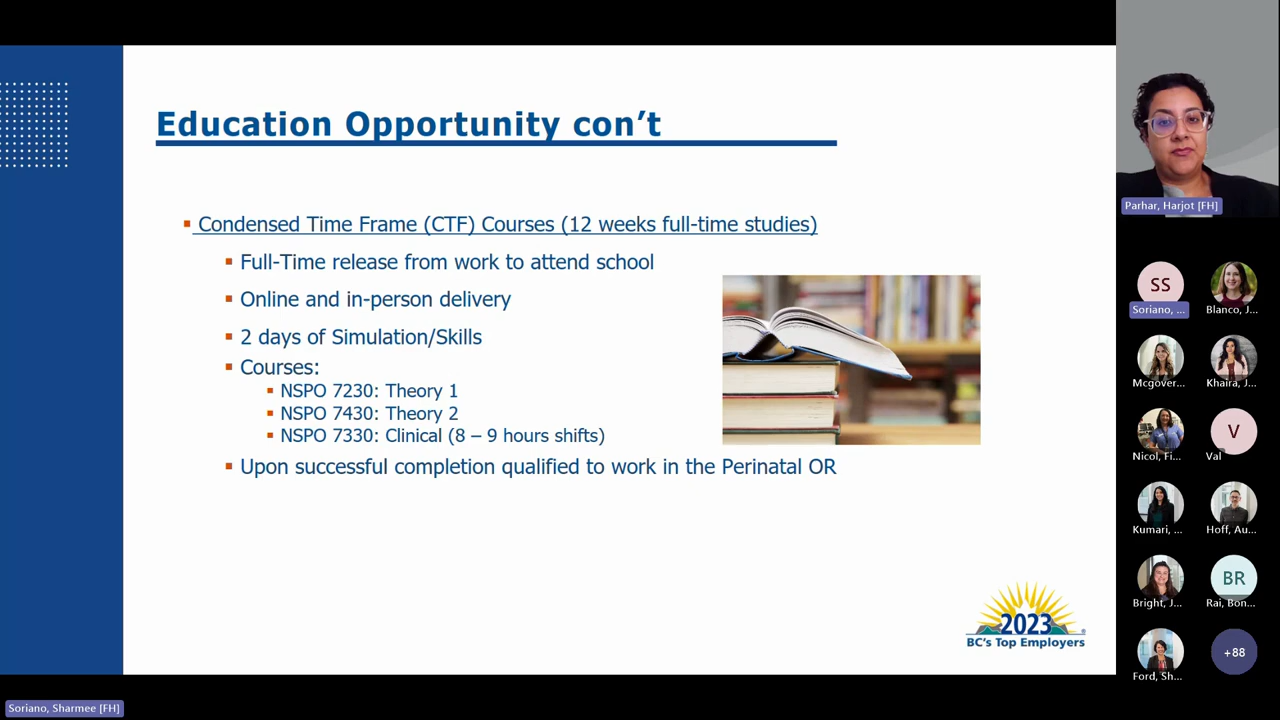 Education Opportunity con't
Condensed Time Frame (CTF) Courses (12 weeks full-time studies)
Full-Time release from work to attend school
Online and in-person delivery
2 days of Simulation/Skills
Courses:
NSPO 7230: Theory 1
NSPO 7430: Theory 2
NSPO 7330: Clinical (8 – 9 hours shifts)
Upon successful completion qualified to work in the Perinatal OR
2023
BC's Top Employers
®
Parhar, Harjot [FH]
SS
Soriano, ...
Blanco, J...
Mcgover...
Khaira, J...
Nicol, Fi...
V
Val
Kumari, ...
Hoff, Au...
Bright, J...
BR
Rai, Bon...
Ford, Sh...
+88
Soriano, Sharmee [FH]